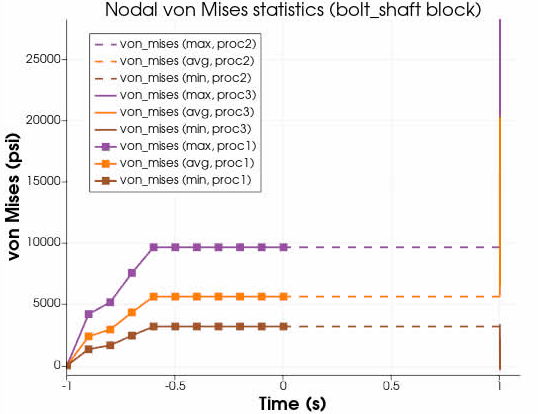 Nodal von Mises statistics (bolt_shaft block)
von_mises (max, proc2)
von_mises (avg, proc2)
von_mises (min, proc2)
von_mises (max, proc3)
von_mises (avg, proc3)
von_mises (min, proc3)
von_mises (max, proc1)
von_mises (avg, proc1)
von_mises (min, proc1)
von Mises (psi)
25000
20000
15000
10000
5000
0
-1
-0.5
0
0.5
1
Time (s)